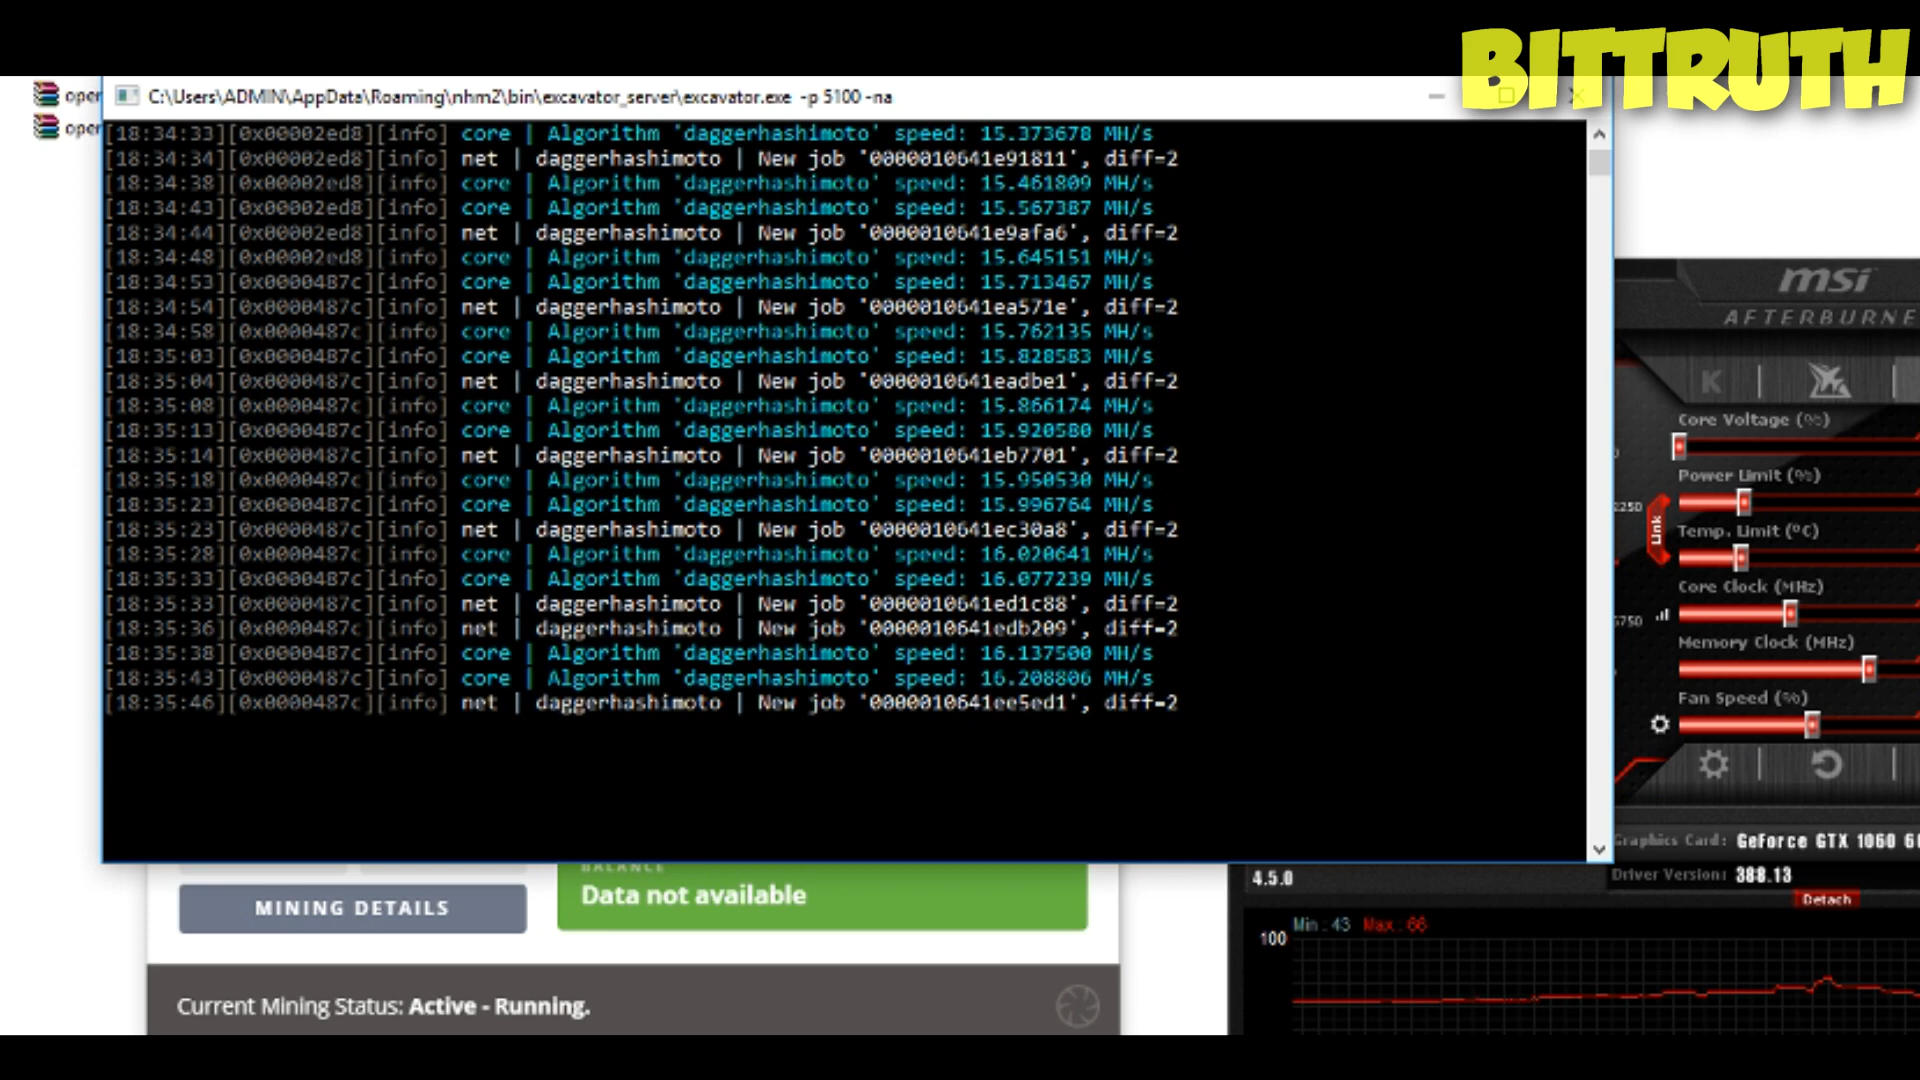 BITTRUTH
oper
oper
C:\Users\ADMIN\AppData\Roaming\nhm2\bin\excavator_server\excavator.exe -p 5100 -na
[18:34:33][0x00002ed8][info] core | Algorithm 'daggerhashimoto' speed: 15.373678 MH/s
[18:34:34][0x00002ed8][info] net | daggerhashimoto | New job '0000010641e91811', diff=2
[18:34:38][0x00002ed8][info] core | Algorithm 'daggerhashimoto' speed: 15.461809 MH/s
[18:34:43][0x00002ed8][info] core | Algorithm 'daggerhashimoto' speed: 15.567387 MH/s
[18:34:44][0x00002ed8][info] net | daggerhashimoto | New job '0000010641e9afa6', diff=2
[18:34:48][0x00002ed8][info] core | Algorithm 'daggerhashimoto' speed: 15.645151 MH/s
[18:34:53][0x0000487c][info] core | Algorithm 'daggerhashimoto' speed: 15.713467 MH/s
[18:34:54][0x0000487c][info] net | daggerhashimoto | New job '0000010641ea571e', diff=2
[18:34:58][0x0000487c][info] core | Algorithm 'daggerhashimoto' speed: 15.762135 MH/s
[18:35:03][0x0000487c][info] core | Algorithm 'daggerhashimoto' speed: 15.828583 MH/s
[18:35:04][0x0000487c][info] net | daggerhashimoto | New job '0000010641eadbe1', diff=2
[18:35:08][0x0000487c][info] core | Algorithm 'daggerhashimoto' speed: 15.866174 MH/s
[18:35:13][0x0000487c][info] core | Algorithm 'daggerhashimoto' speed: 15.920580 MH/s
[18:35:14][0x0000487c][info] net | daggerhashimoto | New job '0000010641eb7701', diff=2
[18:35:18][0x0000487c][info] core | Algorithm 'daggerhashimoto' speed: 15.950530 MH/s
[18:35:23][0x0000487c][info] core | Algorithm 'daggerhashimoto' speed: 15.996764 MH/s
[18:35:23][0x0000487c][info] net | daggerhashimoto | New job '0000010641ec30a8', diff=2
[18:35:28][0x0000487c][info] core | Algorithm 'daggerhashimoto' speed: 16.020641 MH/s
[18:35:33][0x0000487c][info] core | Algorithm 'daggerhashimoto' speed: 16.077239 MH/s
[18:35:33][0x0000487c][info] net | daggerhashimoto | New job '0000010641ed1c88', diff=2
[18:35:36][0x0000487c][info] net | daggerhashimoto | New job '0000010641edb209', diff=2
[18:35:38][0x0000487c][info] core | Algorithm 'daggerhashimoto' speed: 16.137500 MH/s
[18:35:43][0x0000487c][info] core | Algorithm 'daggerhashimoto' speed: 16.208806 MH/s
[18:35:46][0x0000487c][info] net | daggerhashimoto | New job '0000010641ee5ed1', diff=2
msi
AFTERBURNE
K
Core Voltage (%)
Power Limit (%)
2250
Link
Temp. Limit (°C)
Core Clock (MHz)
Memory Clock (MHz)
Fan Speed (%)
Graphics Card: GeForce GTX 1060
Driver Version: 388.13
Detach
4.5.0
Min : 43 Max : 66
100
BALANCE
Data not available
MINING DETAILS
Current Mining Status: Active - Running.